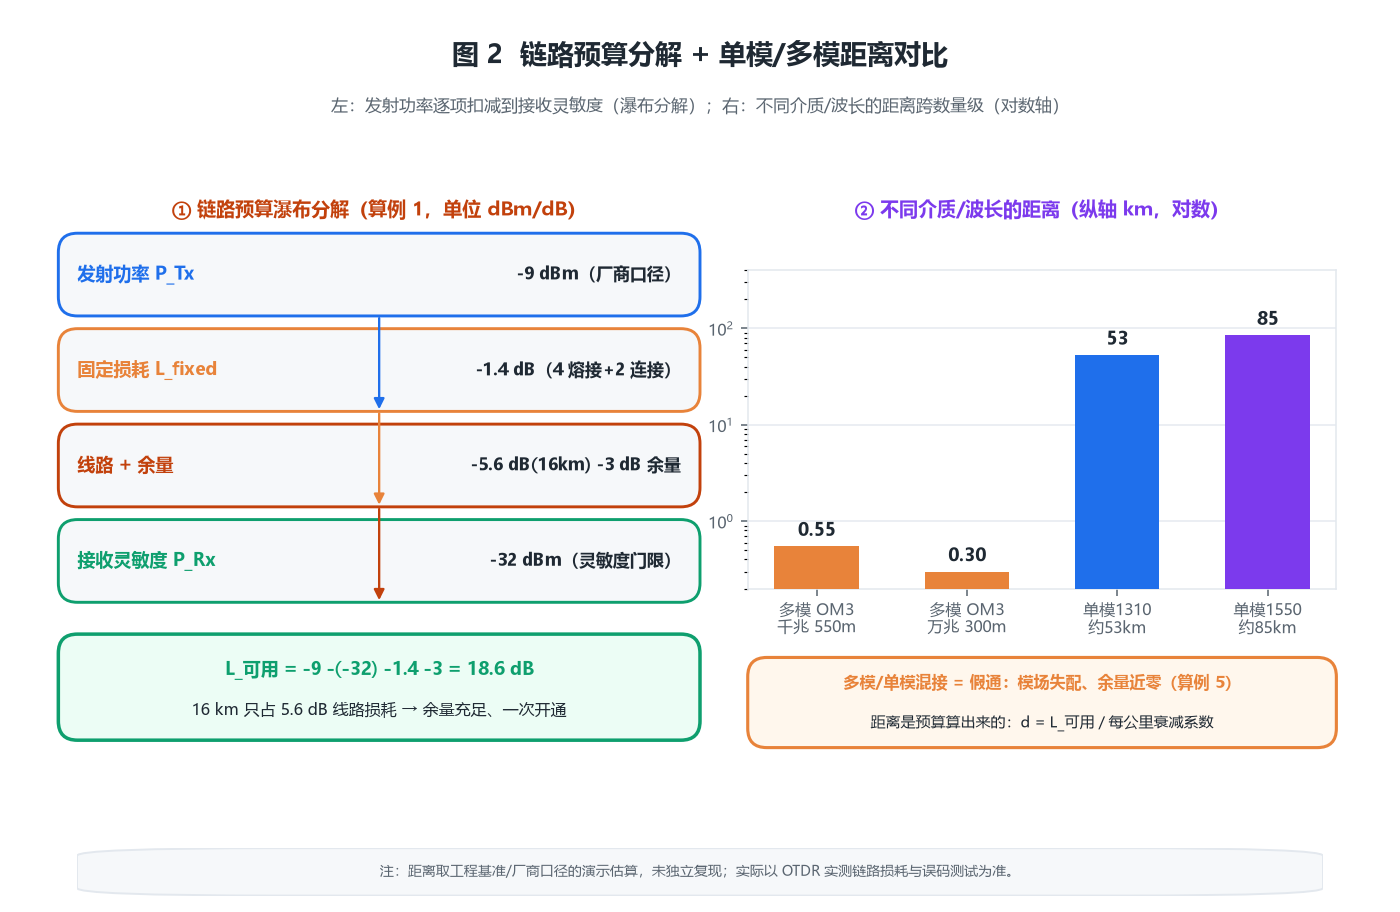 图 2 链路预算分解 + 单模/多模距离对比
左：发射功率逐项扣减到接收灵敏度（瀑布分解）；右：不同介质/波长的距离跨数量级（对数轴）
① 链路预算瀑布分解（算例 1，单位 dBm/dB）
发射功率 P_Tx
-9 dBm（厂商口径）
固定损耗 L_fixed
-1.4 dB（4 熔接+2 连接）
线路 + 余量
-5.6 dB(16km) -3 dB 余量
接收灵敏度 P_Rx
-32 dBm（灵敏度门限）
L_可用 = -9 -(-32) -1.4 -3 = 18.6 dB
16 km 只占 5.6 dB 线路损耗 → 余量充足、一次开通
② 不同介质/波长的距离（纵轴 km，对数）
10²
10¹
10⁰
0.55
0.30
53
85
多模 OM3
千兆 550m
多模 OM3
万兆 300m
单模1310
约53km
单模1550
约85km
多模/单模混接 = 假通：模场失配、余量近零（算例 5）
距离是预算算出来的：d = L_可用 / 每公里衰减系数
注：距离取工程基准/厂商口径的演示估算，未独立复现；实际以 OTDR 实测链路损耗与误码测试为准。